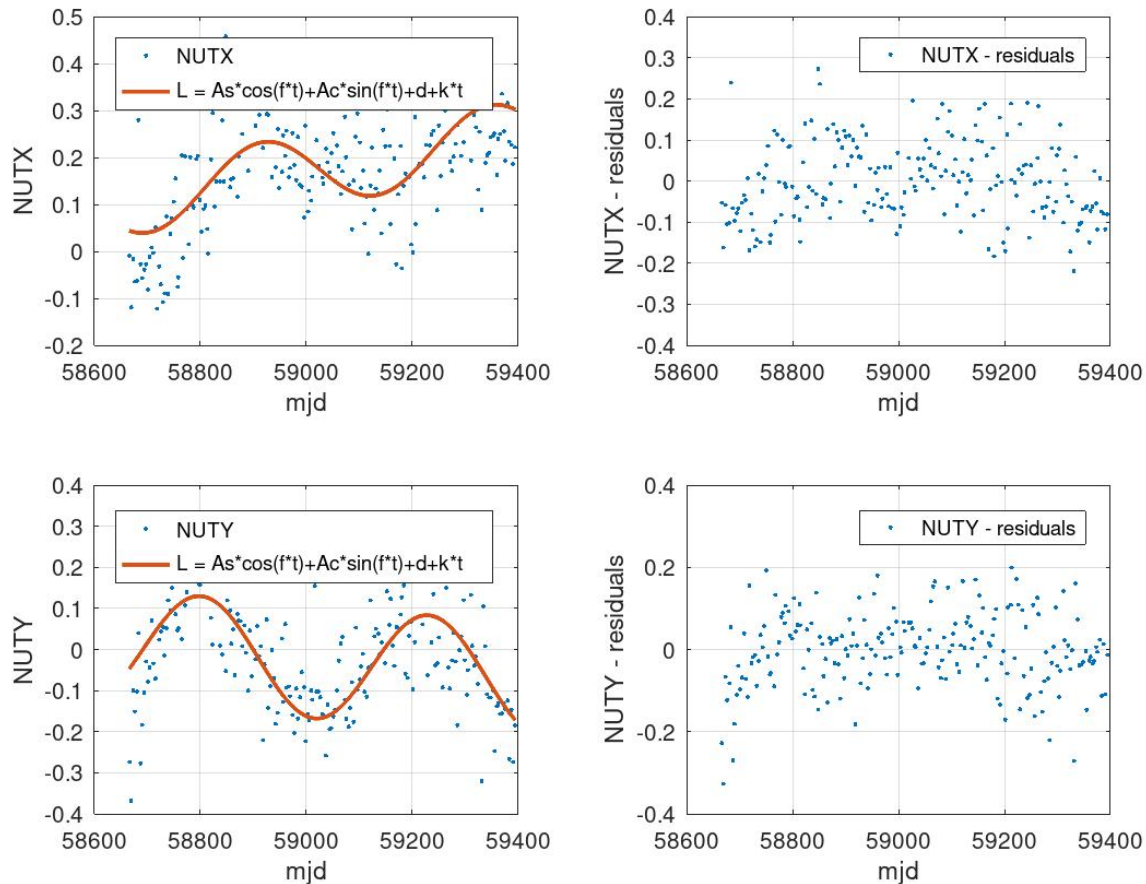 0.5
0.4
0.3
0.2
0.1
0
-0.1
0.2
NUTX
NUTX
L = As*cos(f*t)+Ac*sin(f*t)+d+k*t
58600 58800 59000 59200 59400
mjd
0.4
0.3
0.2
0.1
0
-0.1
-0.2
-0.3
-0.4
NUTX - residuals
NUTX - residuals
58600 58800 59000 59200 59400
mjd
0.4
0.3
0.2
0.1
0
-0.1
-0.2
-0.3
-0.4
NUTY
NUTY
L = As*cos(f*t)+Ac*sin(f*t)+d+k*t
58600 58800 59000 59200 59400
mjd
0.4
0.2
0
-0.2
-0.4
NUTY - residuals
NUTY - residuals
58600 58800 59000 59200 59400
mjd